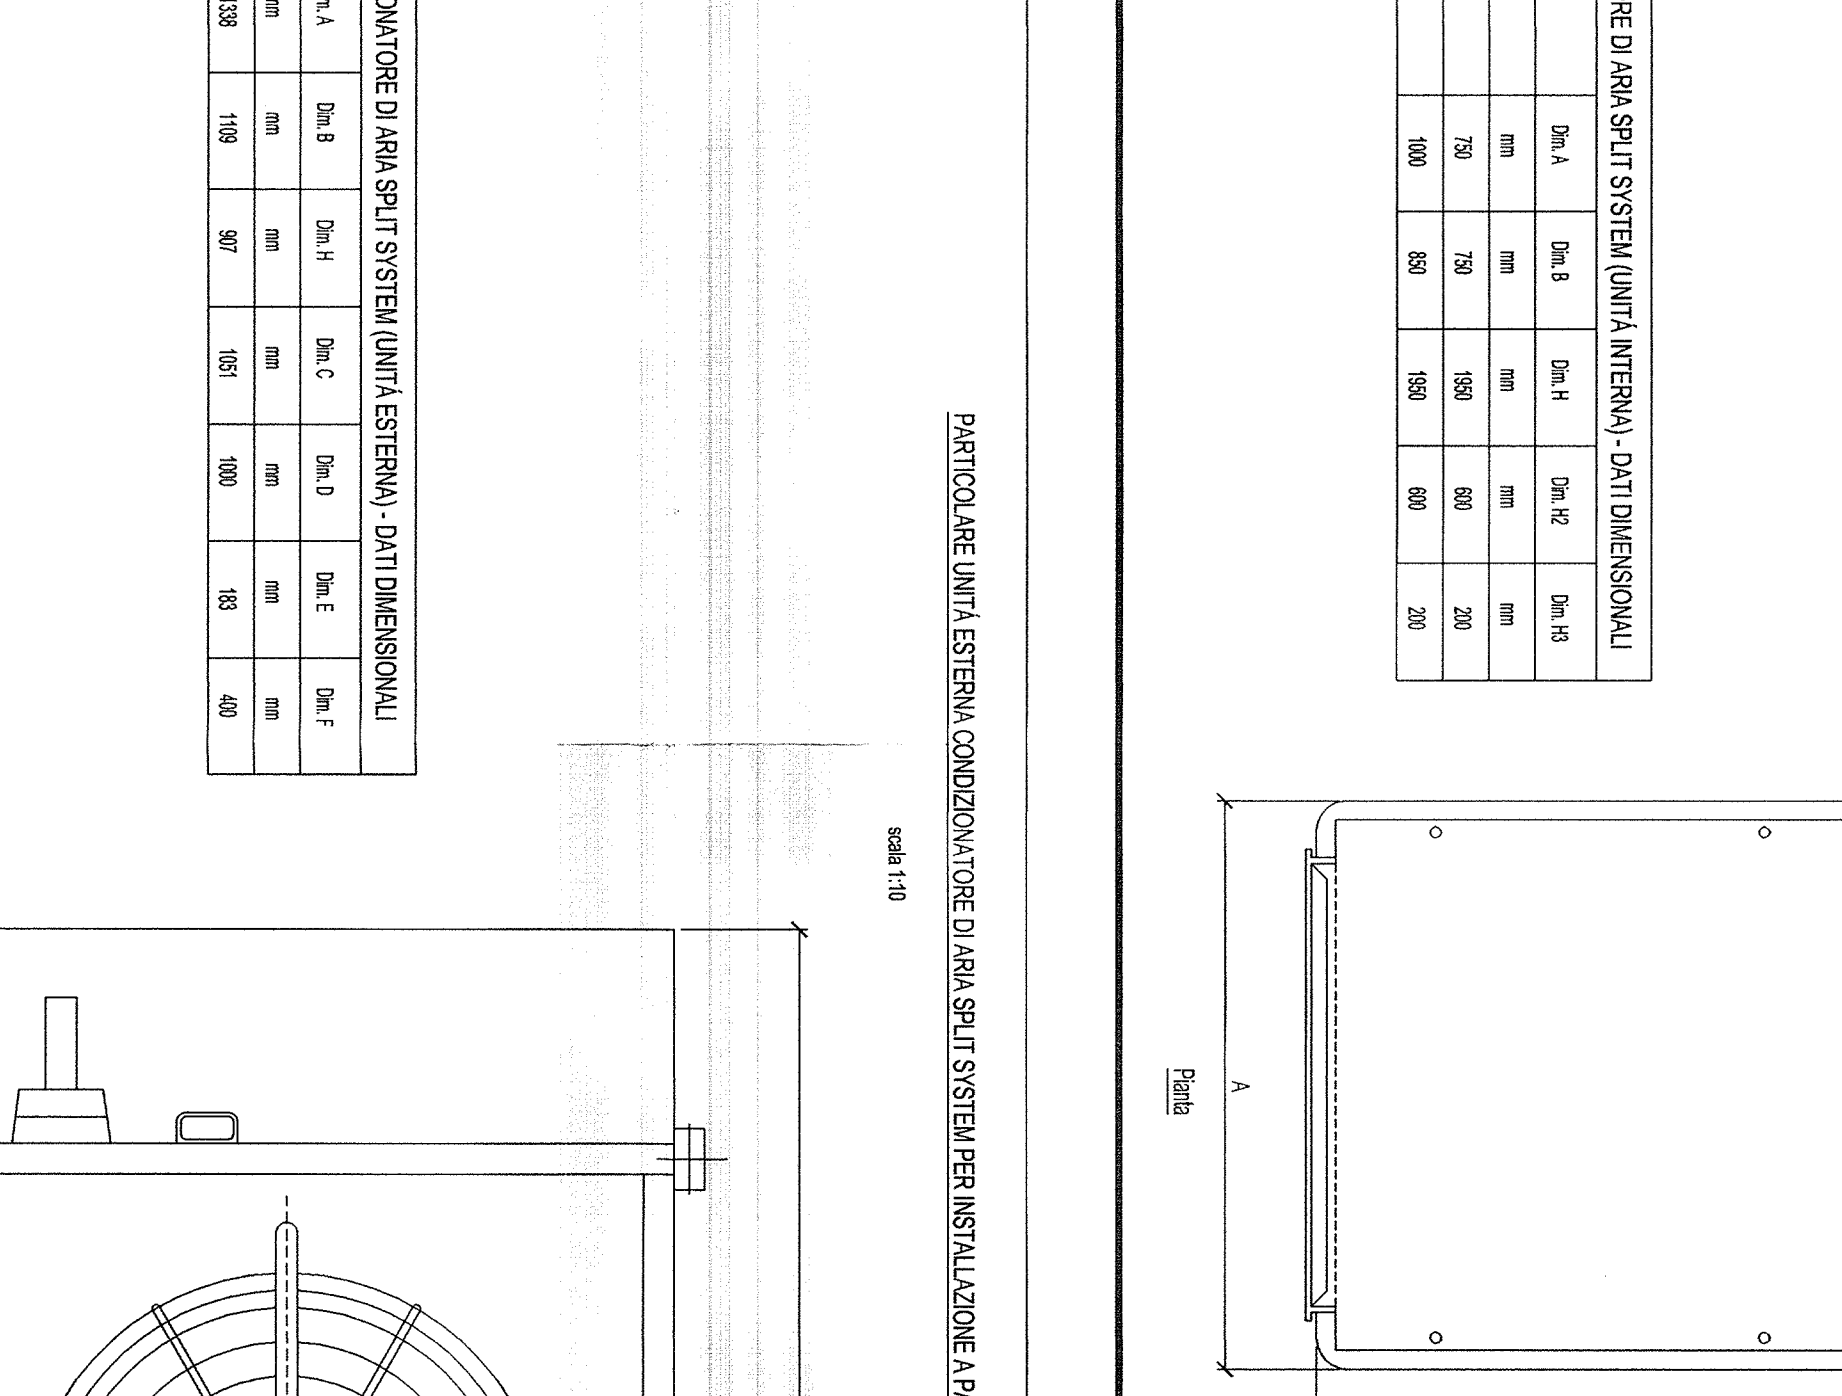 RE DI ARIA SPLIT SYSTEM (UNITÁ INTERNA) - DATI DIMENSIONALI
Dim. A Dim. B Dim. H Dim. H2 Dim. H3
mm mm mm mm mm
750 750 1950 600 200
1000 850 1950 600 200
A
Pianta
PARTICOLARE UNITÁ ESTERNA CONDIZIONATORE DI ARIA SPLIT SYSTEM PER INSTALLAZIONE A PA
scala 1:10
ONATORE DI ARIA SPLIT SYSTEM (UNITÁ ESTERNA) - DATI DIMENSIONALI
m. A Dim. B Dim. H Dim. C Dim. D Dim. E Dim. F
mm mm mm mm mm mm mm
1338 1109 907 1051 1000 183 400